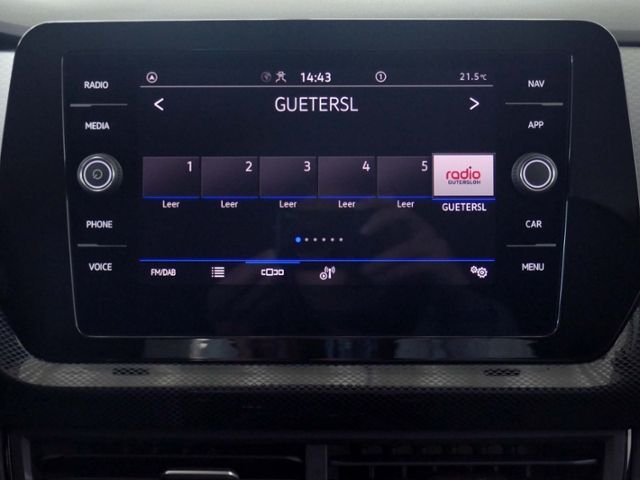 RADIO
MEDIA
PHONE
VOICE
14:43
1
21.5°C
< GUETERSL >
1 2 3 4 5 radio
GÜTERSLOH
Leer Leer Leer Leer Leer GUETERSL
FM/DAB
NAV
APP
CAR
MENU